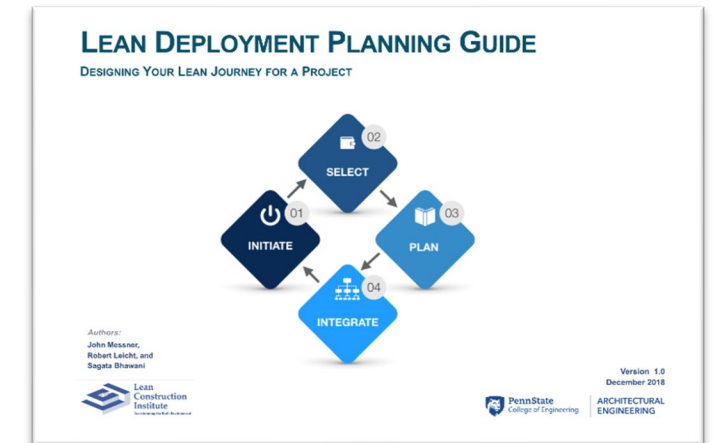 LEAN DEPLOYMENT PLANNING GUIDE
DESIGNING YOUR LEAN JOURNEY FOR A PROJECT
02
SELECT
01
INITIATE
03
PLAN
04
INTEGRATE
Authors:
John Messner,
Robert Leicht, and
Sagata Bhawani
Lean
Construction
Institute
Version 1.0
December 2018
PennState
College of Engineering
ARCHITECTURAL
ENGINEERING